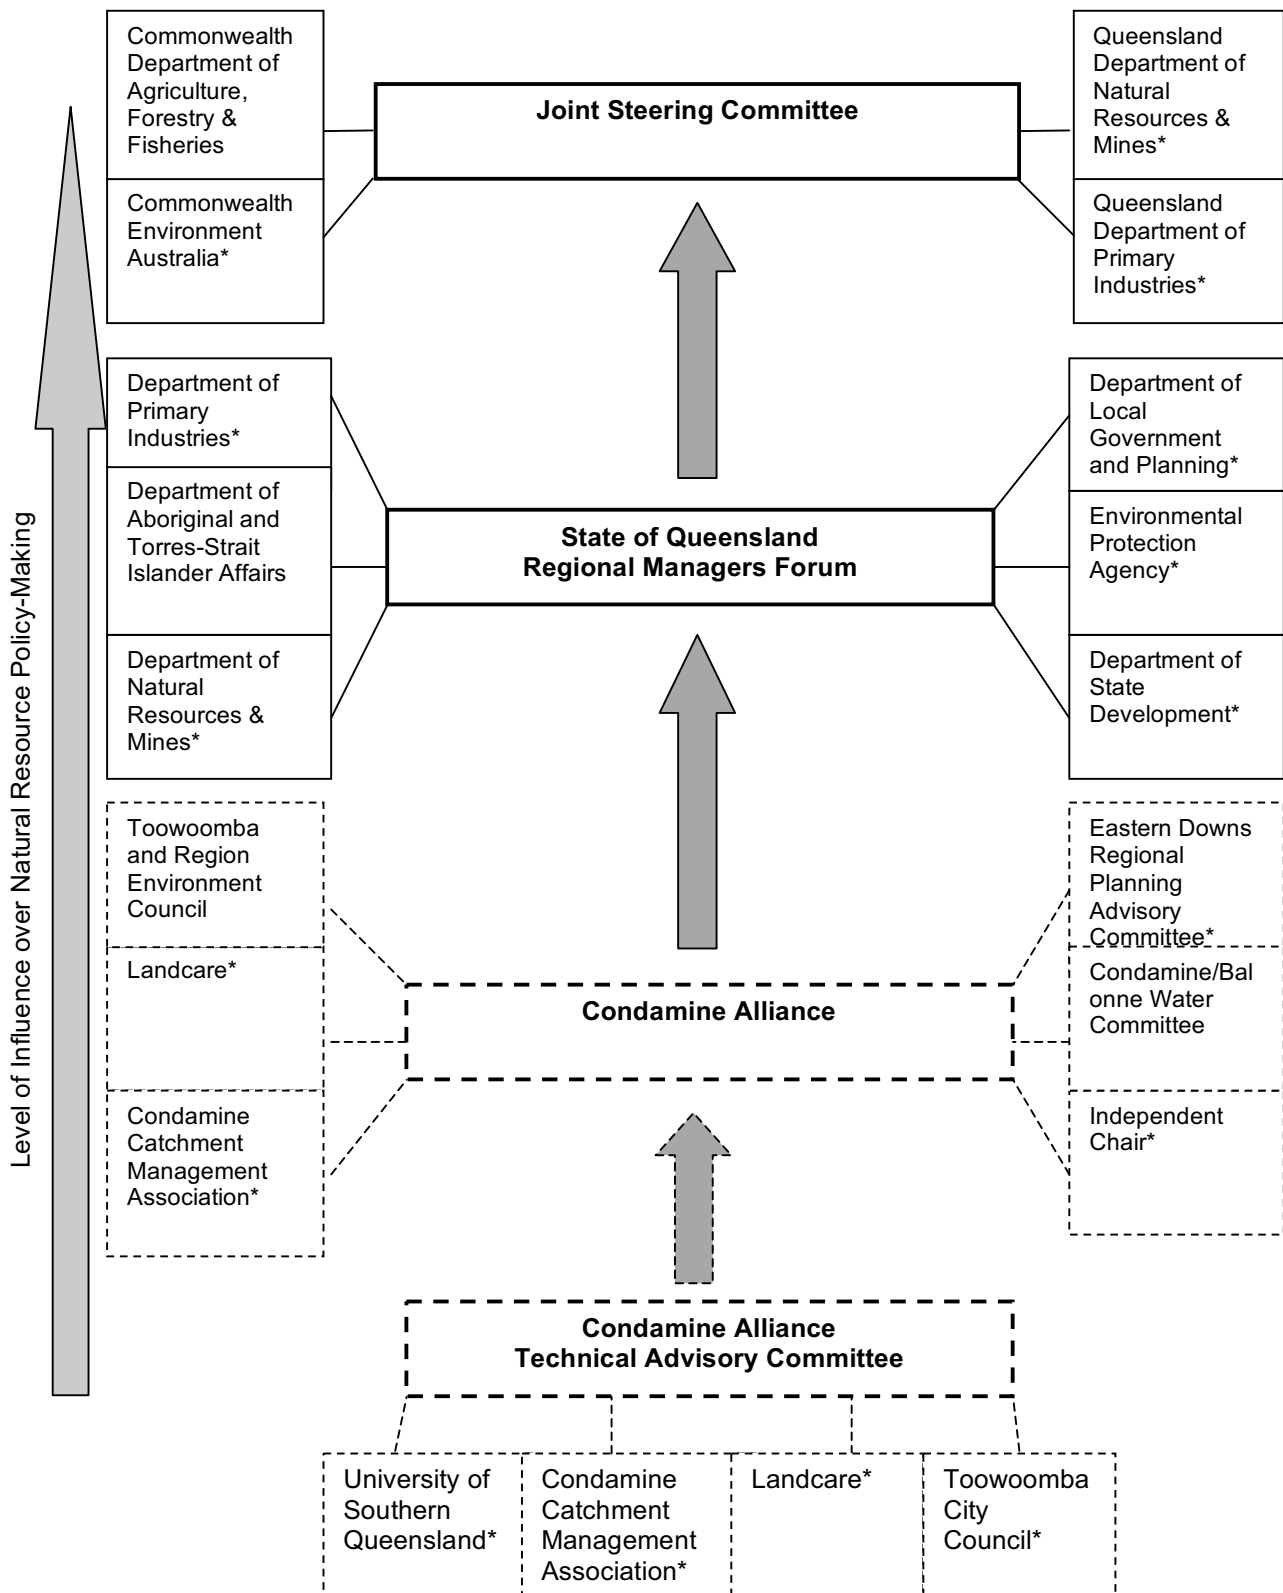 Commonwealth
Department of
Agriculture,
Forestry &
Fisheries
Joint Steering Committee
Queensland
Department of
Natural
Resources &
Mines*
Commonwealth
Environment
Australia*
Queensland
Department of
Primary
Industries*
Level of Influence over Natural Resource Policy-Making
Department of
Primary
Industries*
Department of
Local
Government
and Planning*
Department of
Aboriginal and
Torres-Strait
Islander Affairs
State of Queensland
Regional Managers Forum
Environmental
Protection
Agency*
Department of
Natural
Resources &
Mines*
Department of
State
Development*
Toowoomba
and Region
Environment
Council
Eastern Downs
Regional
Planning
Advisory
Committee*
Landcare*
Condamine Alliance
Condamine/Bal
onne Water
Committee
Condamine
Catchment
Management
Association*
Independent
Chair*
Condamine Alliance
Technical Advisory Committee
University of
Southern
Queensland*
Condamine
Catchment
Management
Association*
Landcare*
Toowoomba
City
Council*